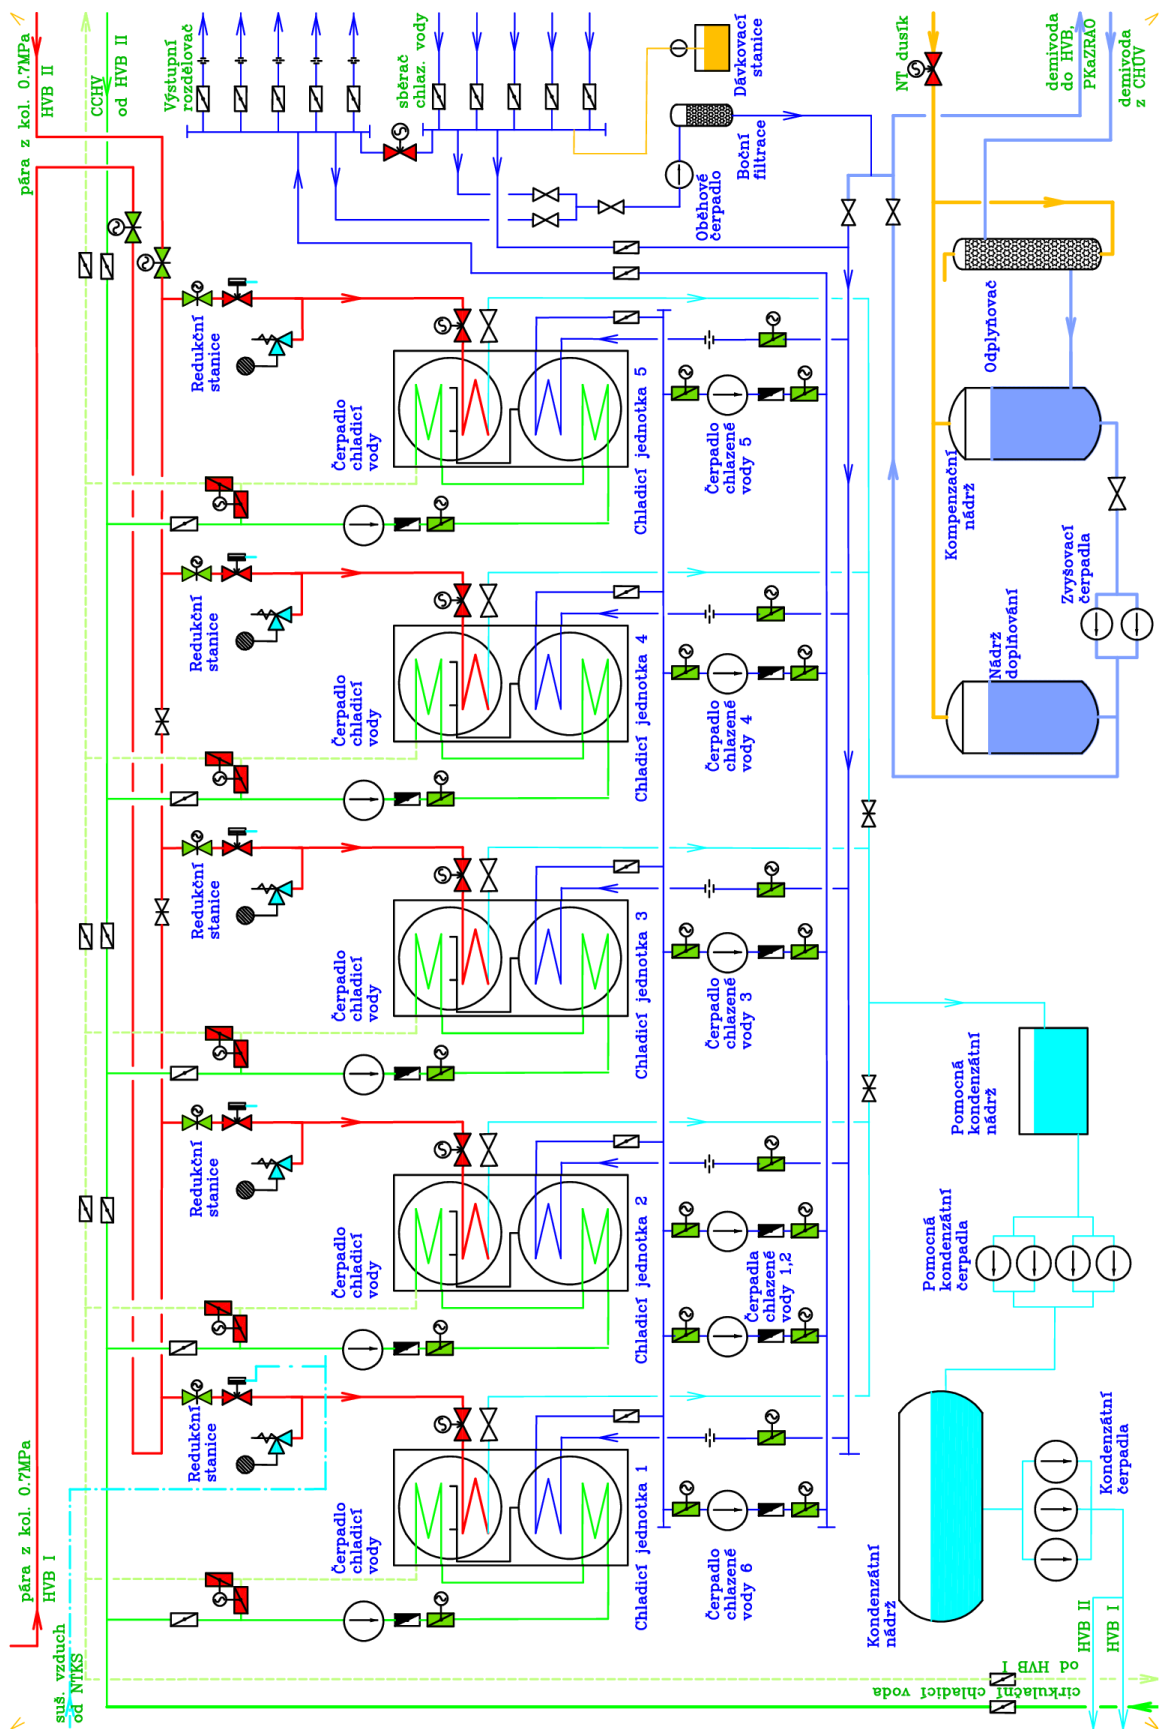 pára z kol. 0.7MPa
HVB II
CCHV
od HVB II
Výstupní
rozdělovač
sběrač
chlaz. vody
Dávkovací
stanice
Boční
filtrace
Oběhové
čerpadlo
NT dusík
demivoda
do HVB,
PKaZRAO
demivoda
z CHÚV
Odplyňovač
Kompenzační
nádrž
Zvyšovací
čerpadla
Nádrž
doplňování
Redukční
stanice
Čerpadlo
chladicí
vody
Chladicí jednotka 5
Čerpadlo
chlazené
vody 5
Redukční
stanice
Čerpadlo
chladicí
vody
Chladicí jednotka 4
Čerpadlo
chlazené
vody 4
Redukční
stanice
Čerpadlo
chladicí
vody
Chladicí jednotka 3
Čerpadlo
chlazené
vody 3
Redukční
stanice
Čerpadlo
chladicí
vody
Chladicí jednotka 2
Čerpadla
chlazené
vody 1,2
Redukční
stanice
Čerpadlo
chladicí
vody
Chladicí jednotka 1
Čerpadlo
chlazené
vody 6
Pomocná
kondenzátní
nádrž
Pomocná
kondenzátní
čerpadla
Kondenzátní
čerpadla
Kondenzátní
nádrž
pára z kol. 0.7MPa
HVB I
suš. vzduch
od NTKS
HVB II
HVB I
cirkulační chladicí voda
od HVB I